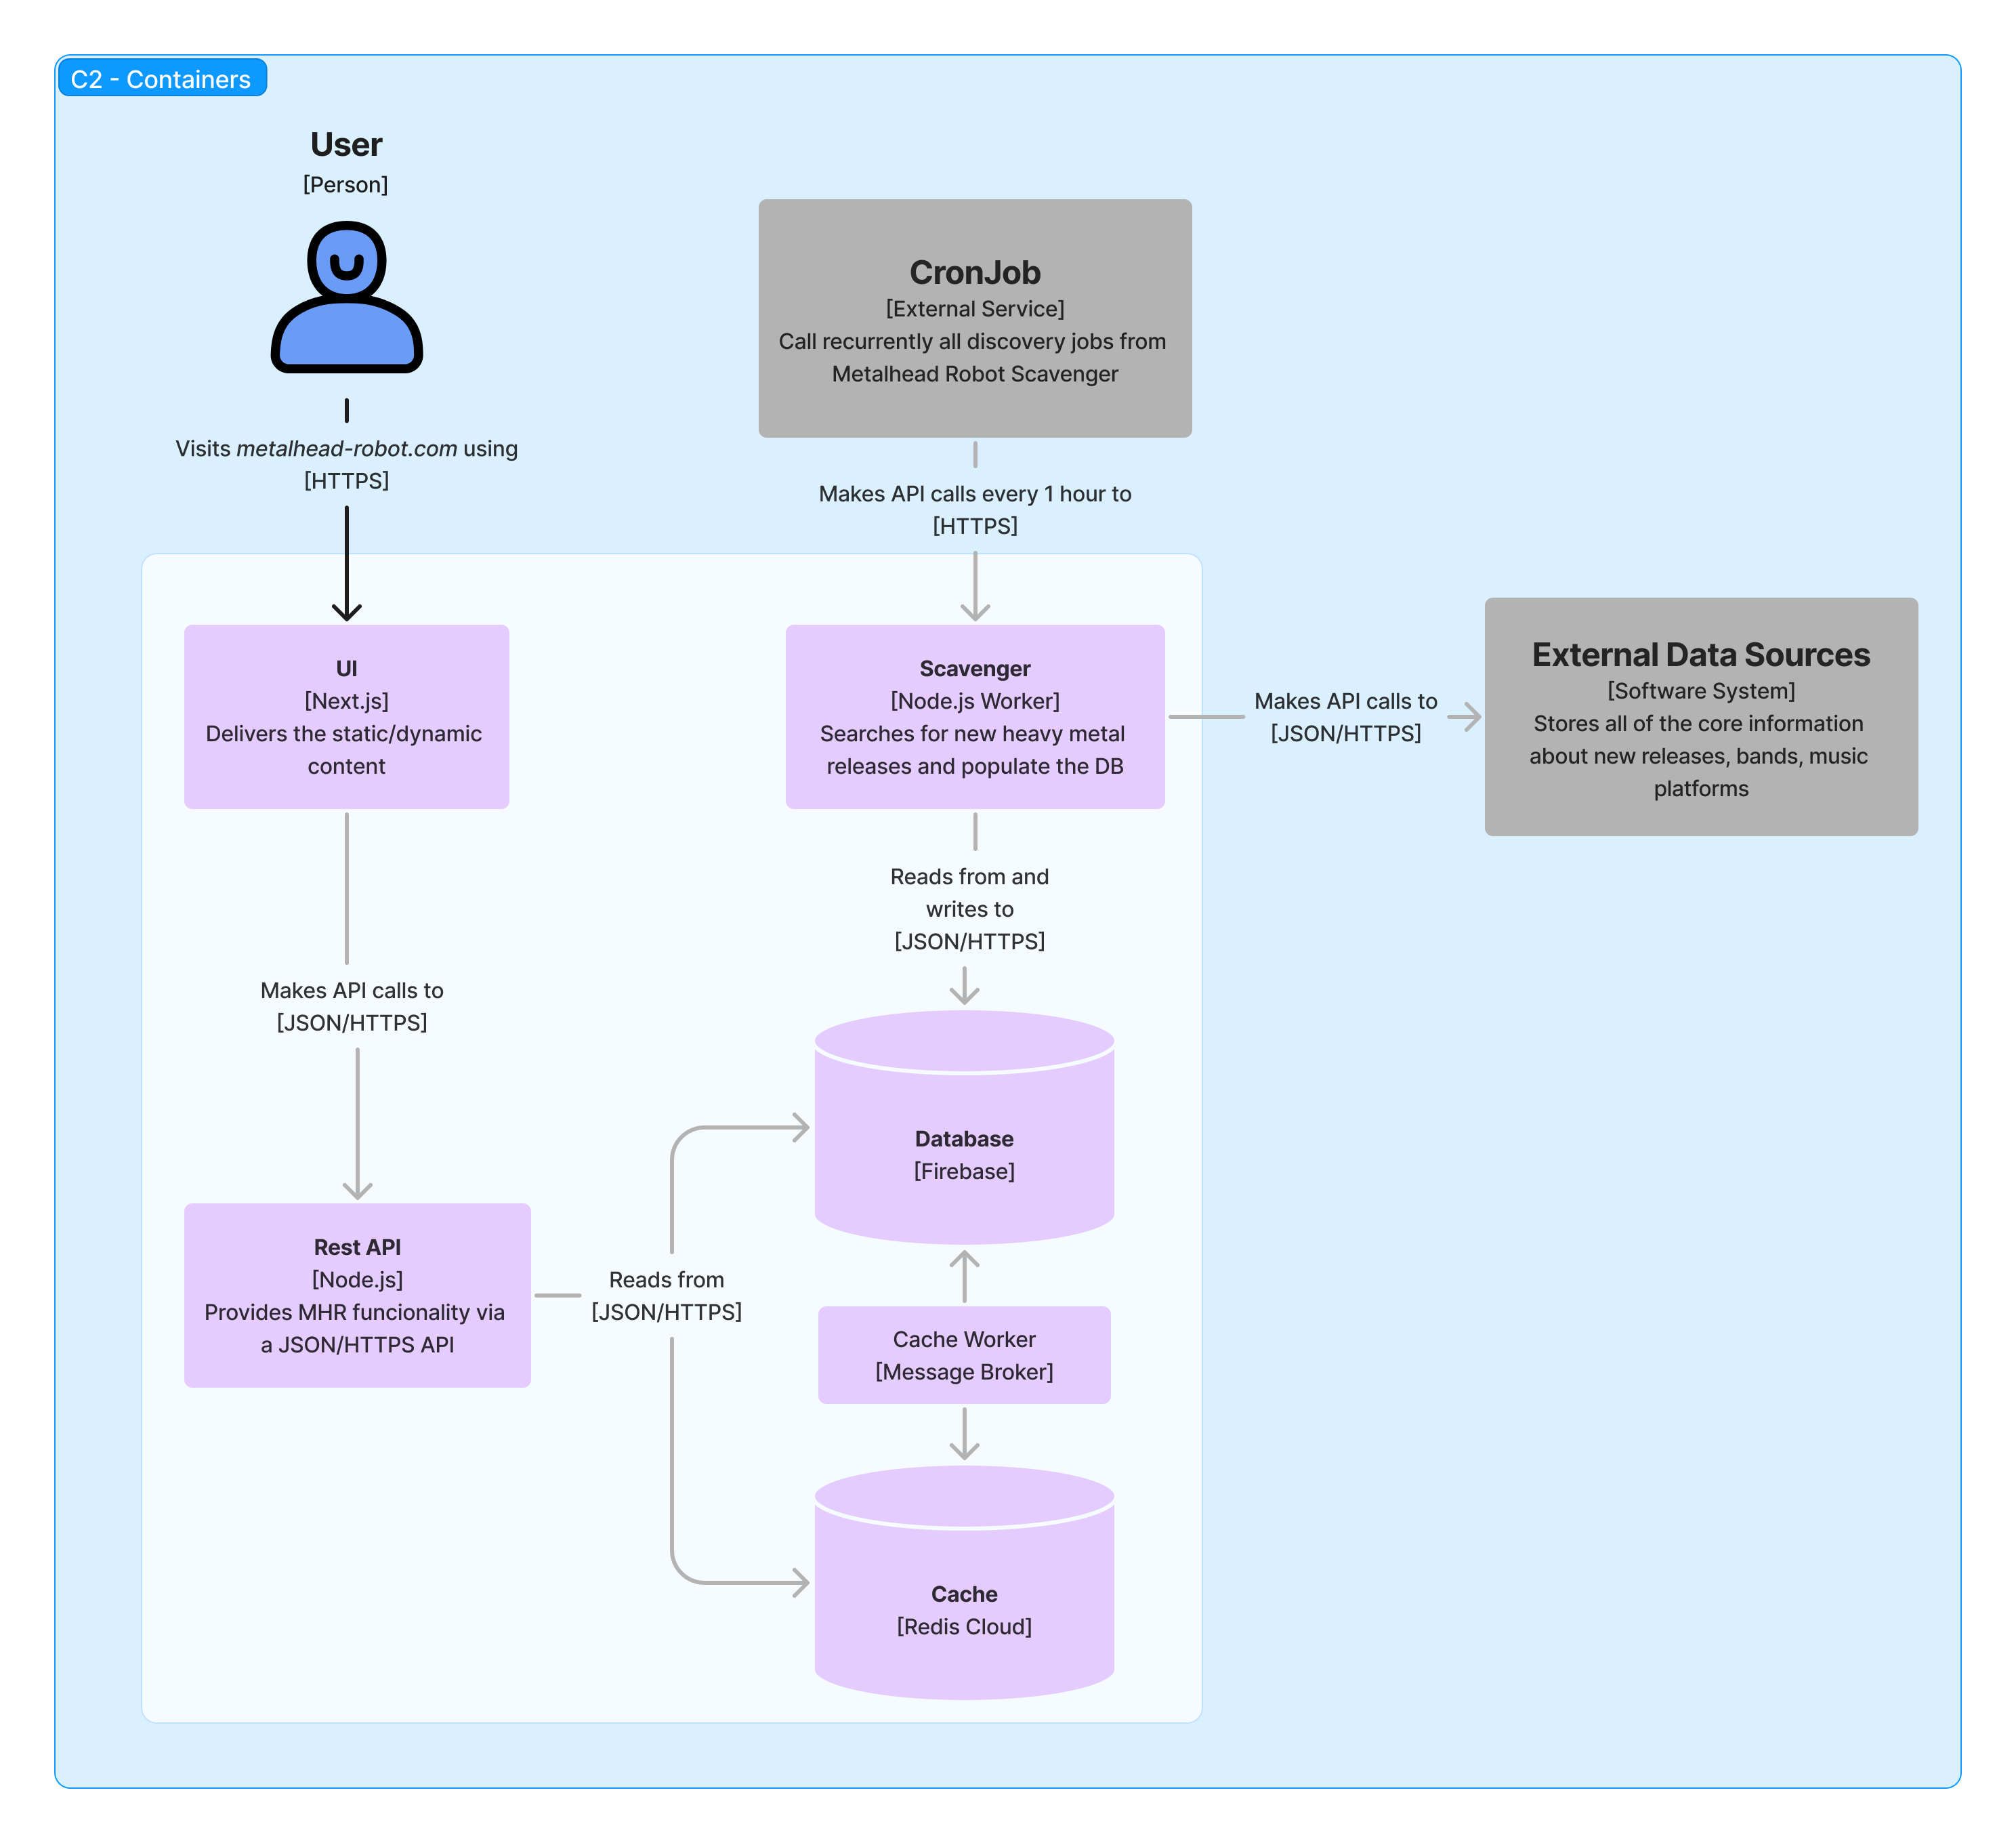 C2 - Containers
User
[Person]
Visits metalhead-robot.com using
[HTTPS]
CronJob
[External Service]
Call recurrently all discovery jobs from
Metalhead Robot Scavenger
Makes API calls every 1 hour to
[HTTPS]
UI
[Next.js]
Delivers the static/dynamic
content
Scavenger
[Node.js Worker]
Searches for new heavy metal
releases and populate the DB
Makes API calls to
[JSON/HTTPS]
External Data Sources
[Software System]
Stores all of the core information
about new releases, bands, music
platforms
Reads from and
writes to
[JSON/HTTPS]
Makes API calls to
[JSON/HTTPS]
Database
[Firebase]
Rest API
[Node.js]
Provides MHR funcionality via
a JSON/HTTPS API
Reads from
[JSON/HTTPS]
Cache Worker
[Message Broker]
Cache
[Redis Cloud]